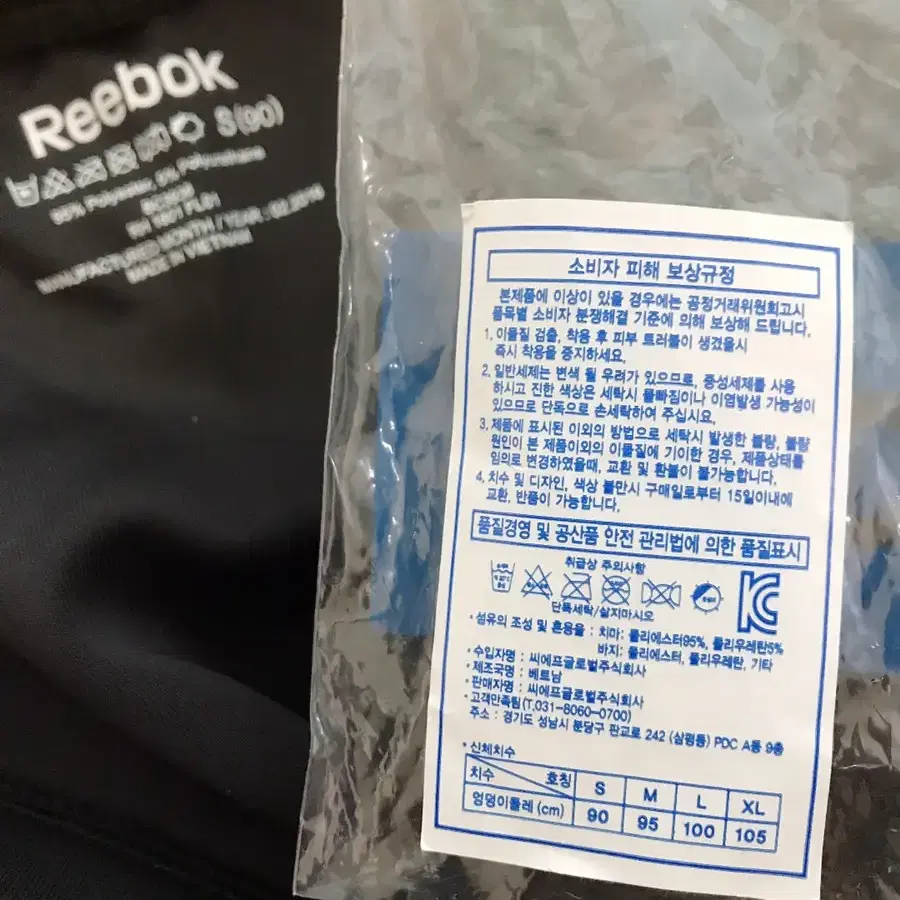 Reebok
S(90)
95% Polyester, 5% Polyurethane
MANUFACTURED MONTH / YEAR : 02.2016
MADE IN VIETNAM
소비자 피해 보상규정
본제품에 이상이 있을 경우에는 공정거래위원회고시
품목별 소비자 분쟁해결 기준에 의해 보상해 드립니다.
1. 이물질 검출, 착용 후 피부 트러블이 생겼을시
즉시 착용을 중지하세요.
2. 일반세제는 변색 될 우려가 있으므로, 중성세제를 사용
하시고 진한 색상은 세탁시 물빠짐이나 이염발생 가능성이
있으므로 단독으로 손세탁하여 주십시요.
3. 제품에 표시된 이외의 방법으로 세탁시 발생한 불량, 불량
원인이 본 제품이외의 이물질에 기이한 경우, 제품상태를
임의로 변경하였을때, 교환 및 환불이 불가능합니다.
4. 치수 및 디자인, 색상 불만시 구매일로부터 15일이내에
교환, 반품이 가능합니다.
품질경영 및 공산품 안전 관리법에 의한 품질표시
취급상 주의사항
단독세탁/삶지마시오
• 섬유의 조성 및 혼용율 : 치마: 폴리에스터95%, 폴리우레탄5%
바지: 폴리에스터, 폴리우레탄, 기타
• 수입자명 : 씨에프글로벌주식회사
• 제조국명 : 베트남
• 판매자명 : 씨에프글로벌주식회사
• 고객만족팀(T.031-8060-0700)
주소 : 경기도 성남시 분당구 판교로 242 (삼평동) PDC A동 9층
• 신체치수
치수 호칭 S M L XL
엉덩이둘레(cm) 90 95 100 105